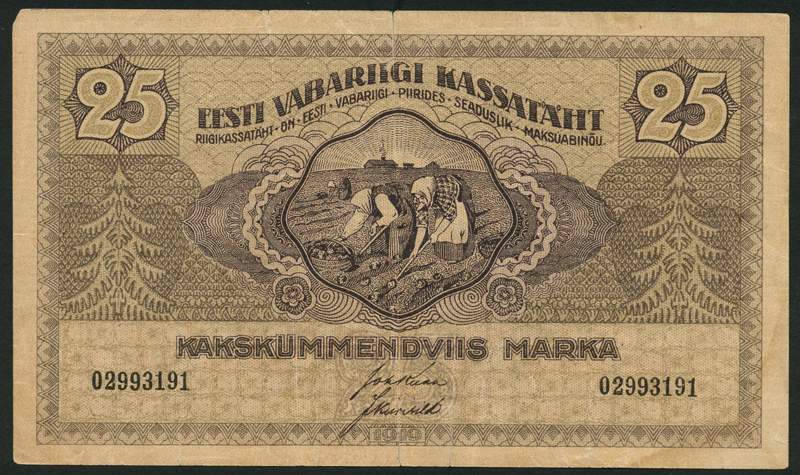 25
25
EESTI VABARIIGI KASSATÄHT
RIIGIKASSATÄHT · ON · EESTI · VABARIIGI · PIIRIDES · SEADUSLIK · MAKSUABINÕU.
KAKSKÜMMENDVIIS MARKA
02993191
02993191
1919